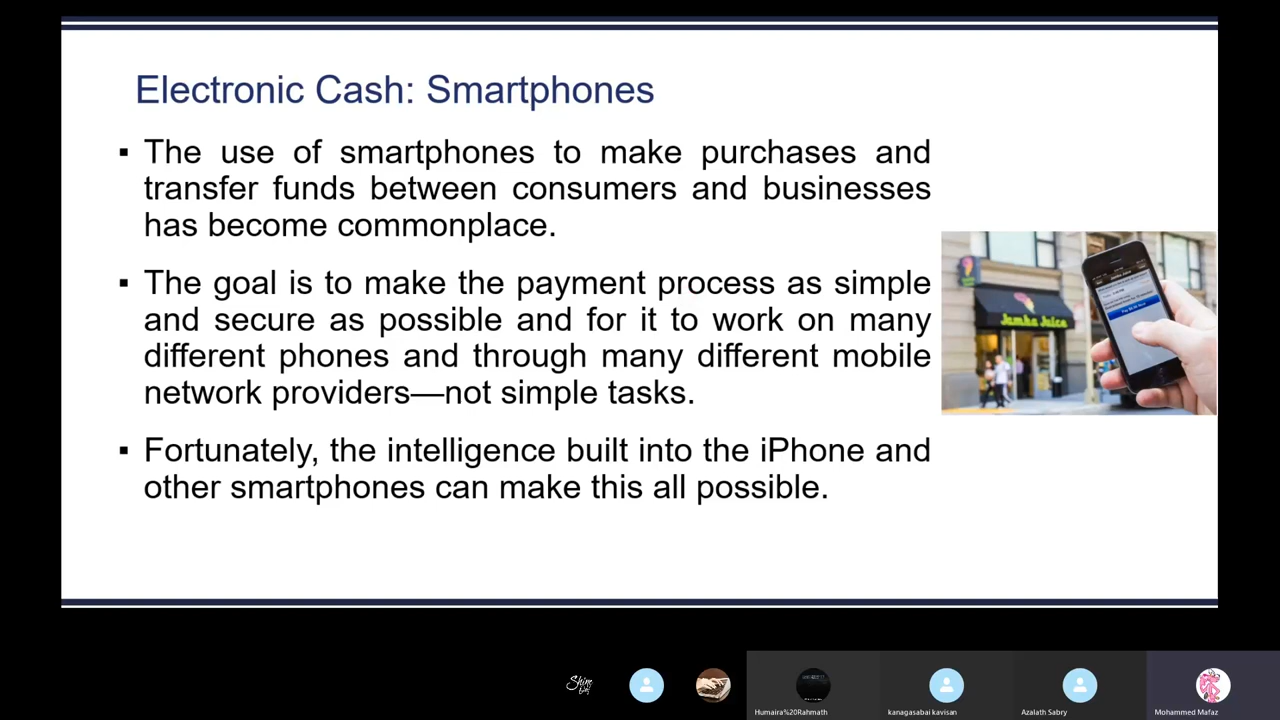 Electronic Cash: Smartphones
▪ The use of smartphones to make purchases and
transfer funds between consumers and businesses
has become commonplace.
▪ The goal is to make the payment process as simple
and secure as possible and for it to work on many
different phones and through many different mobile
network providers—not simple tasks.
▪ Fortunately, the intelligence built into the iPhone and
other smartphones can make this all possible.
Jamba Juice
Shine
Humaira%20Rahmath
kanagasabai kavisan
Azalath Sabry
Mohammed Mafaz